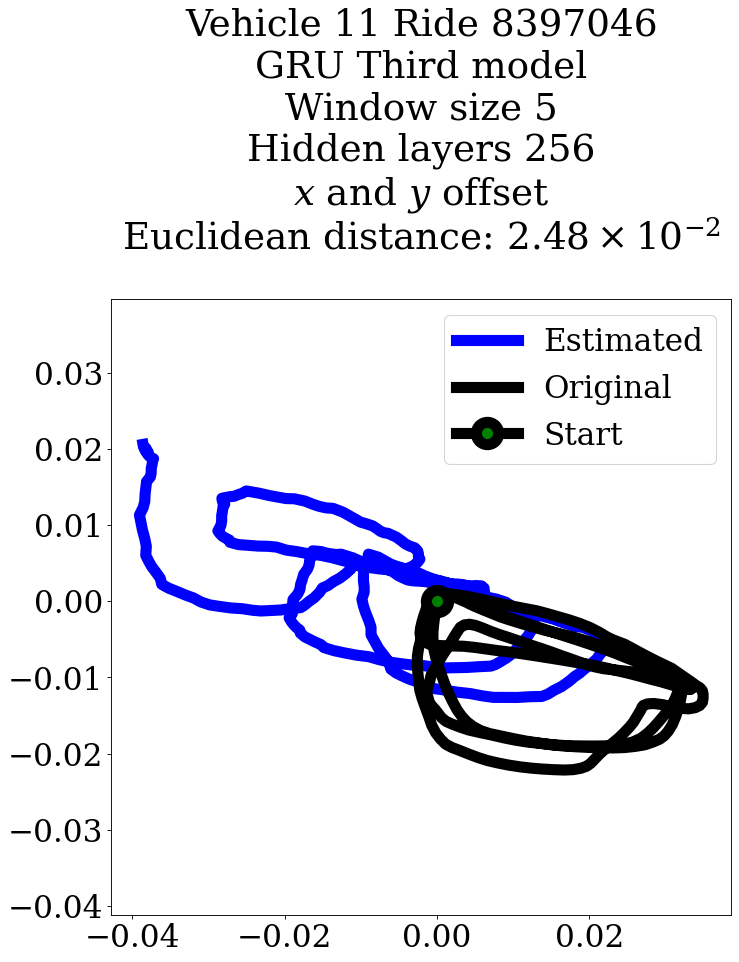 Vehicle 11 Ride 8397046
GRU Third model
Window size 5
Hidden layers 256
x and y offset
Euclidean distance: 2.48 × 10⁻²
Estimated
Original
Start
0.03
0.02
0.01
0.00
−0.01
−0.02
−0.03
−0.04
−0.04 −0.02 0.00 0.02